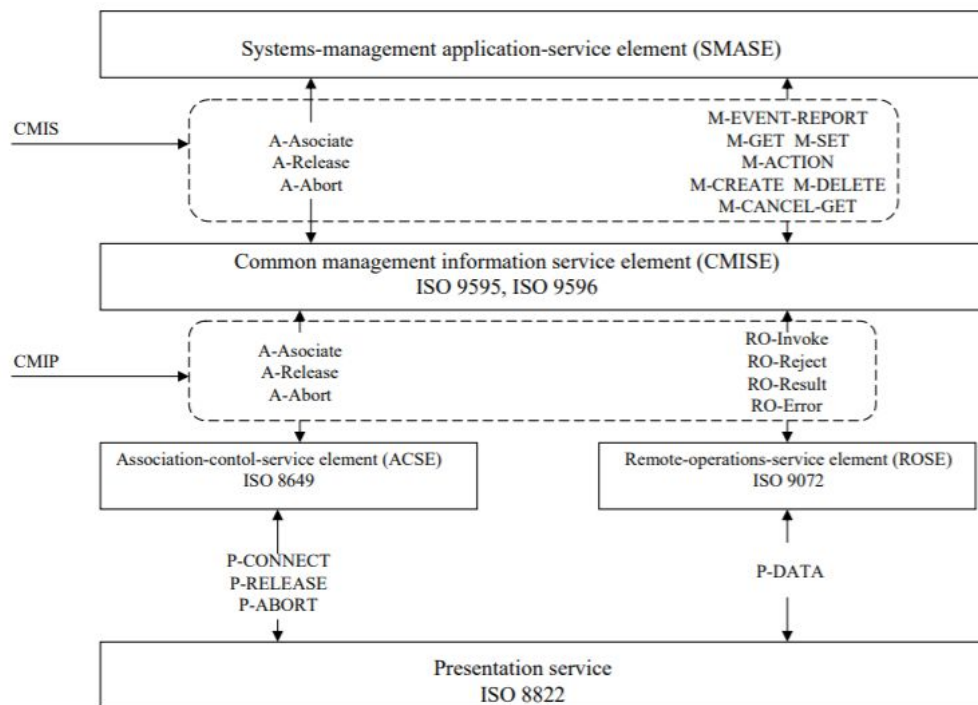 Systems-management application-service element (SMASE)
CMIS
A-Asociate
A-Release
A-Abort
M-EVENT-REPORT
M-GET M-SET
M-ACTION
M-CREATE M-DELETE
M-CANCEL-GET
Common management information service element (CMISE)
ISO 9595, ISO 9596
CMIP
A-Asociate
A-Release
A-Abort
RO-Invoke
RO-Reject
RO-Result
RO-Error
Association-contol-service element (ACSE)
ISO 8649
Remote-operations-service element (ROSE)
ISO 9072
P-CONNECT
P-RELEASE
P-ABORT
P-DATA
Presentation service
ISO 8822